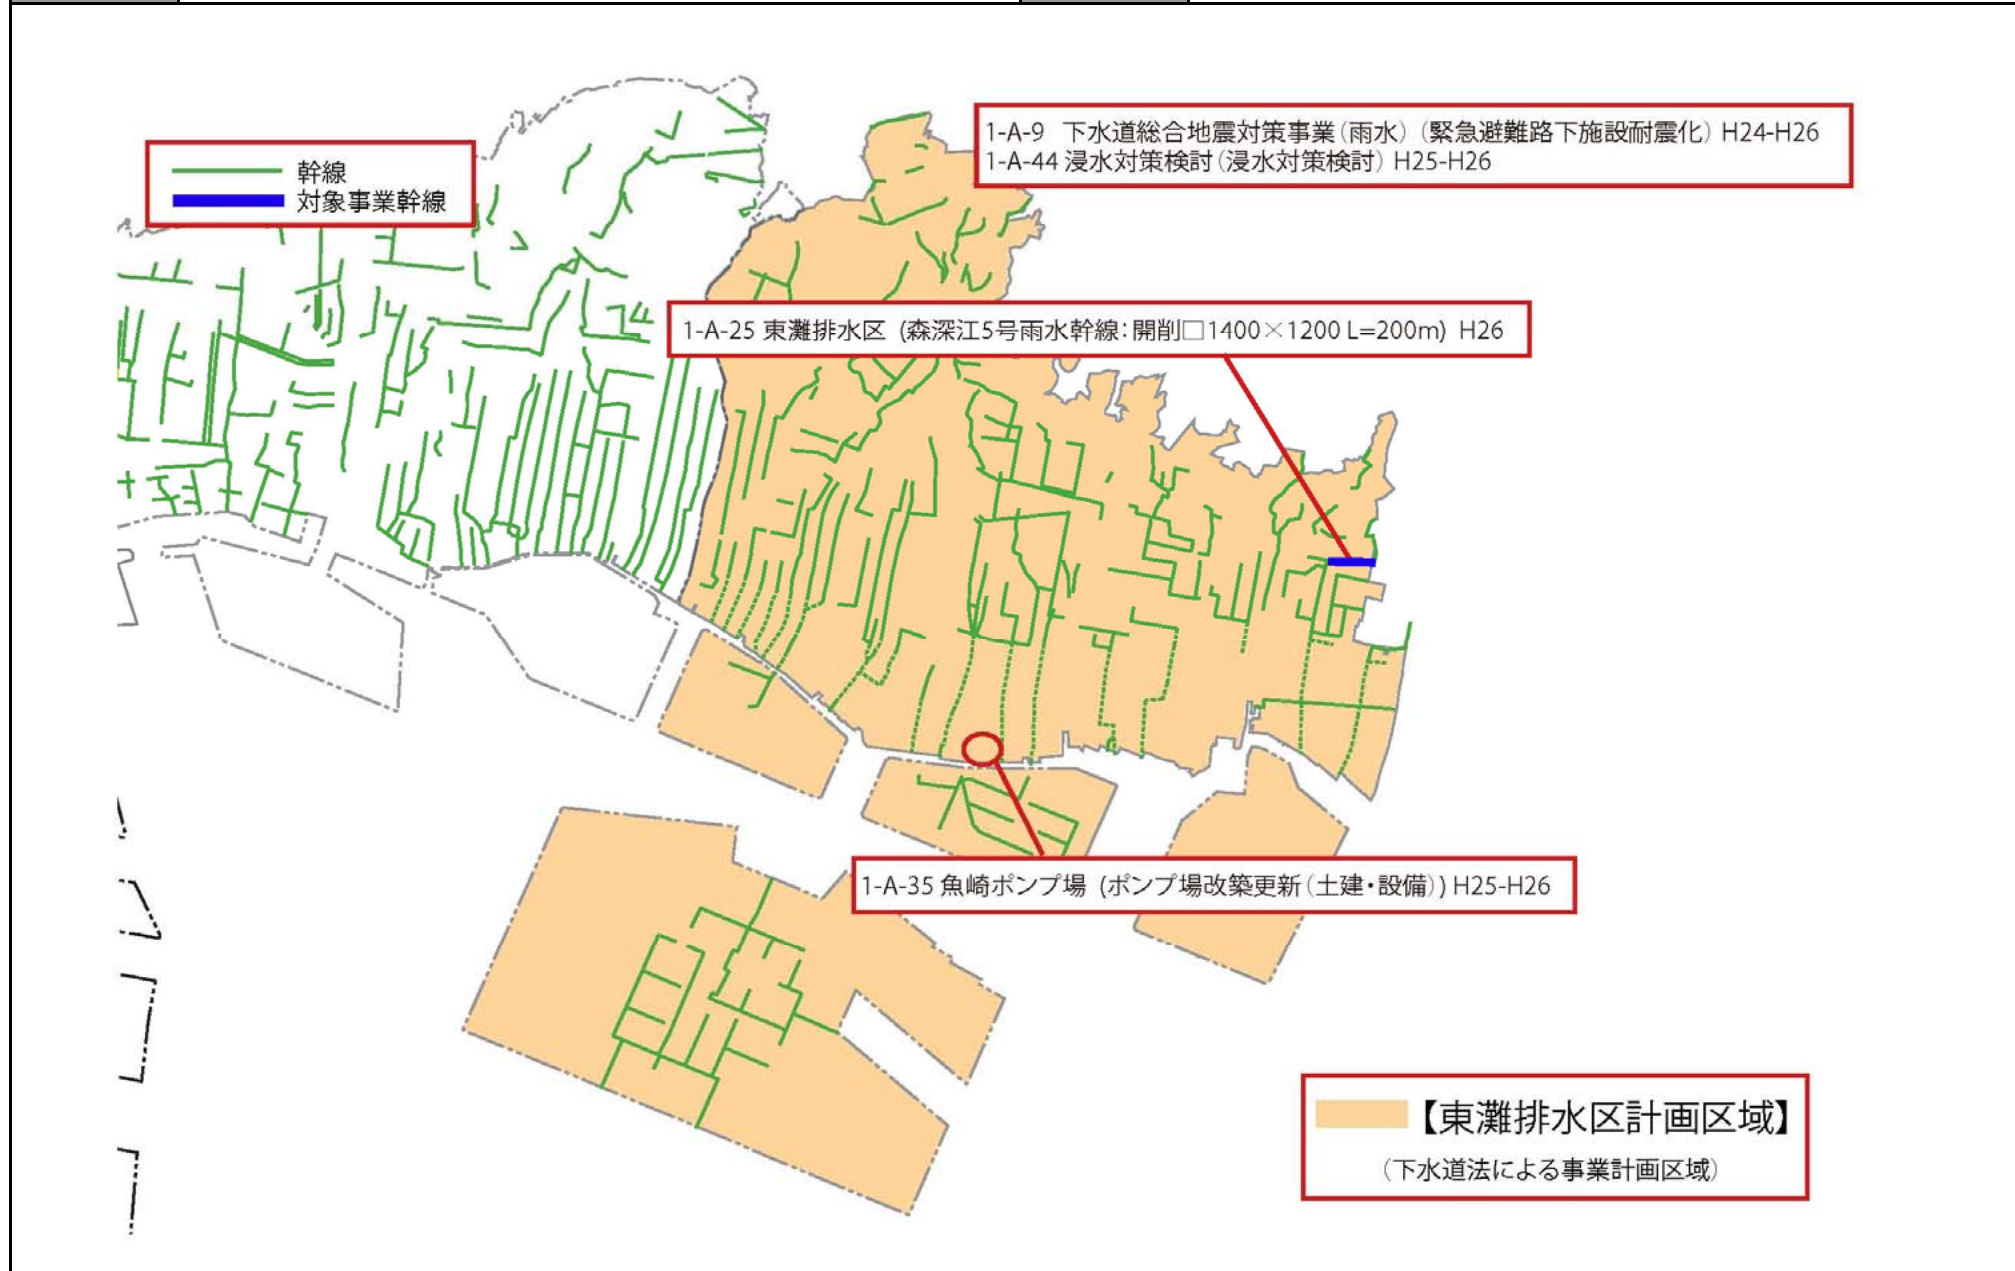 1-A-9 下水道総合地震対策事業(雨水)(緊急避難路下施設耐震化) H24-H26
1-A-44 浸水対策検討(浸水対策検討) H25-H26
幹線
対象事業幹線
1-A-25 東灘排水区 (森深江5号雨水幹線:開削□1400×1200 L=200m) H26
1-A-35 魚崎ポンプ場 (ポンプ場改築更新(土建・設備)) H25-H26
【東灘排水区計画区域】
(下水道法による事業計画区域)